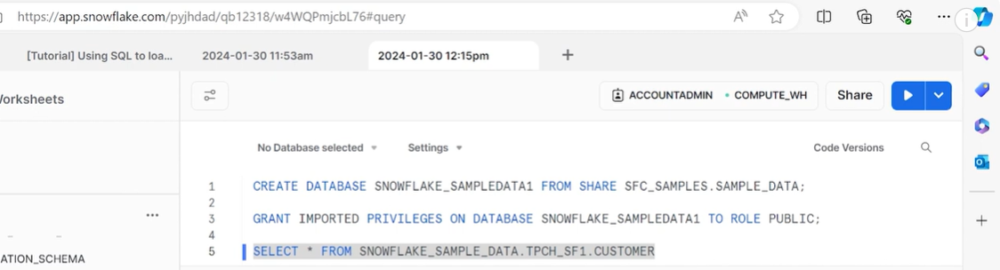 https://app.snowflake.com/pyjhdad/qb12318/w4WQPmjcbL76#query
[Tutorial] Using SQL to loa... 2024-01-30 11:53am 2024-01-30 12:15pm +
Vorksheets
ACCOUNTADMIN • COMPUTE_WH Share
No Database selected Settings Code Versions
1 CREATE DATABASE SNOWFLAKE_SAMPLEDATA1 FROM SHARE SFC_SAMPLES.SAMPLE_DATA;
2
3 GRANT IMPORTED PRIVILEGES ON DATABASE SNOWFLAKE_SAMPLEDATA1 TO ROLE PUBLIC;
4
5 SELECT * FROM SNOWFLAKE_SAMPLE_DATA.TPCH_SF1.CUSTOMER
ATION_SCHEMA